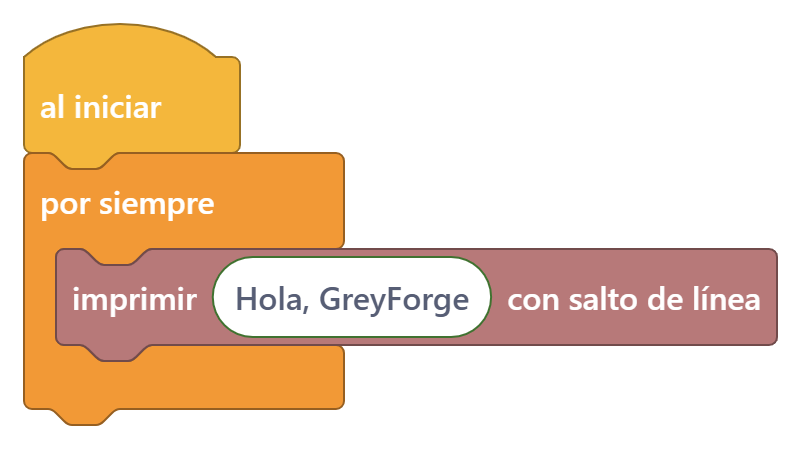 al iniciar
por siempre
imprimir Hola, GreyForge con salto de línea